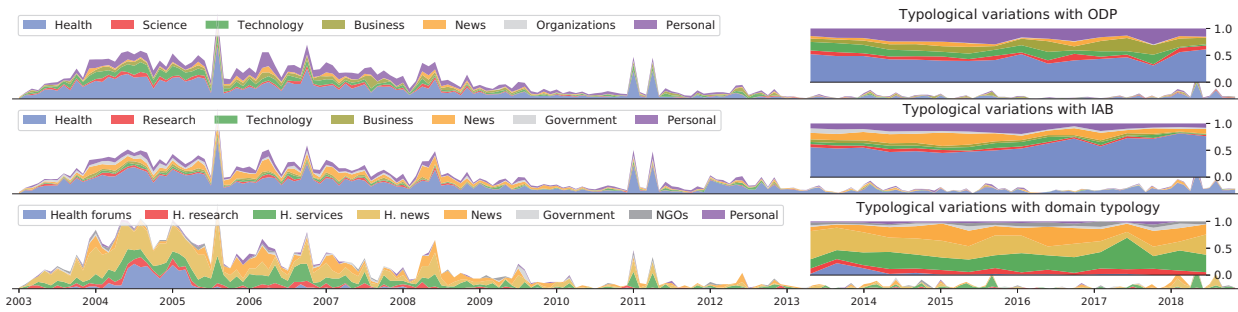 Health Science Technology Business News Organizations Personal
Typological variations with ODP
1.0
0.5
0.0
Health Research Technology Business News Government Personal
Typological variations with IAB
1.0
0.5
0.0
Health forums H. research H. services H. news News Government NGOs Personal
Typological variations with domain typology
1.0
0.5
0.0
2003 2004 2005 2006 2007 2008 2009 2010 2011 2012 2013 2014 2015 2016 2017 2018